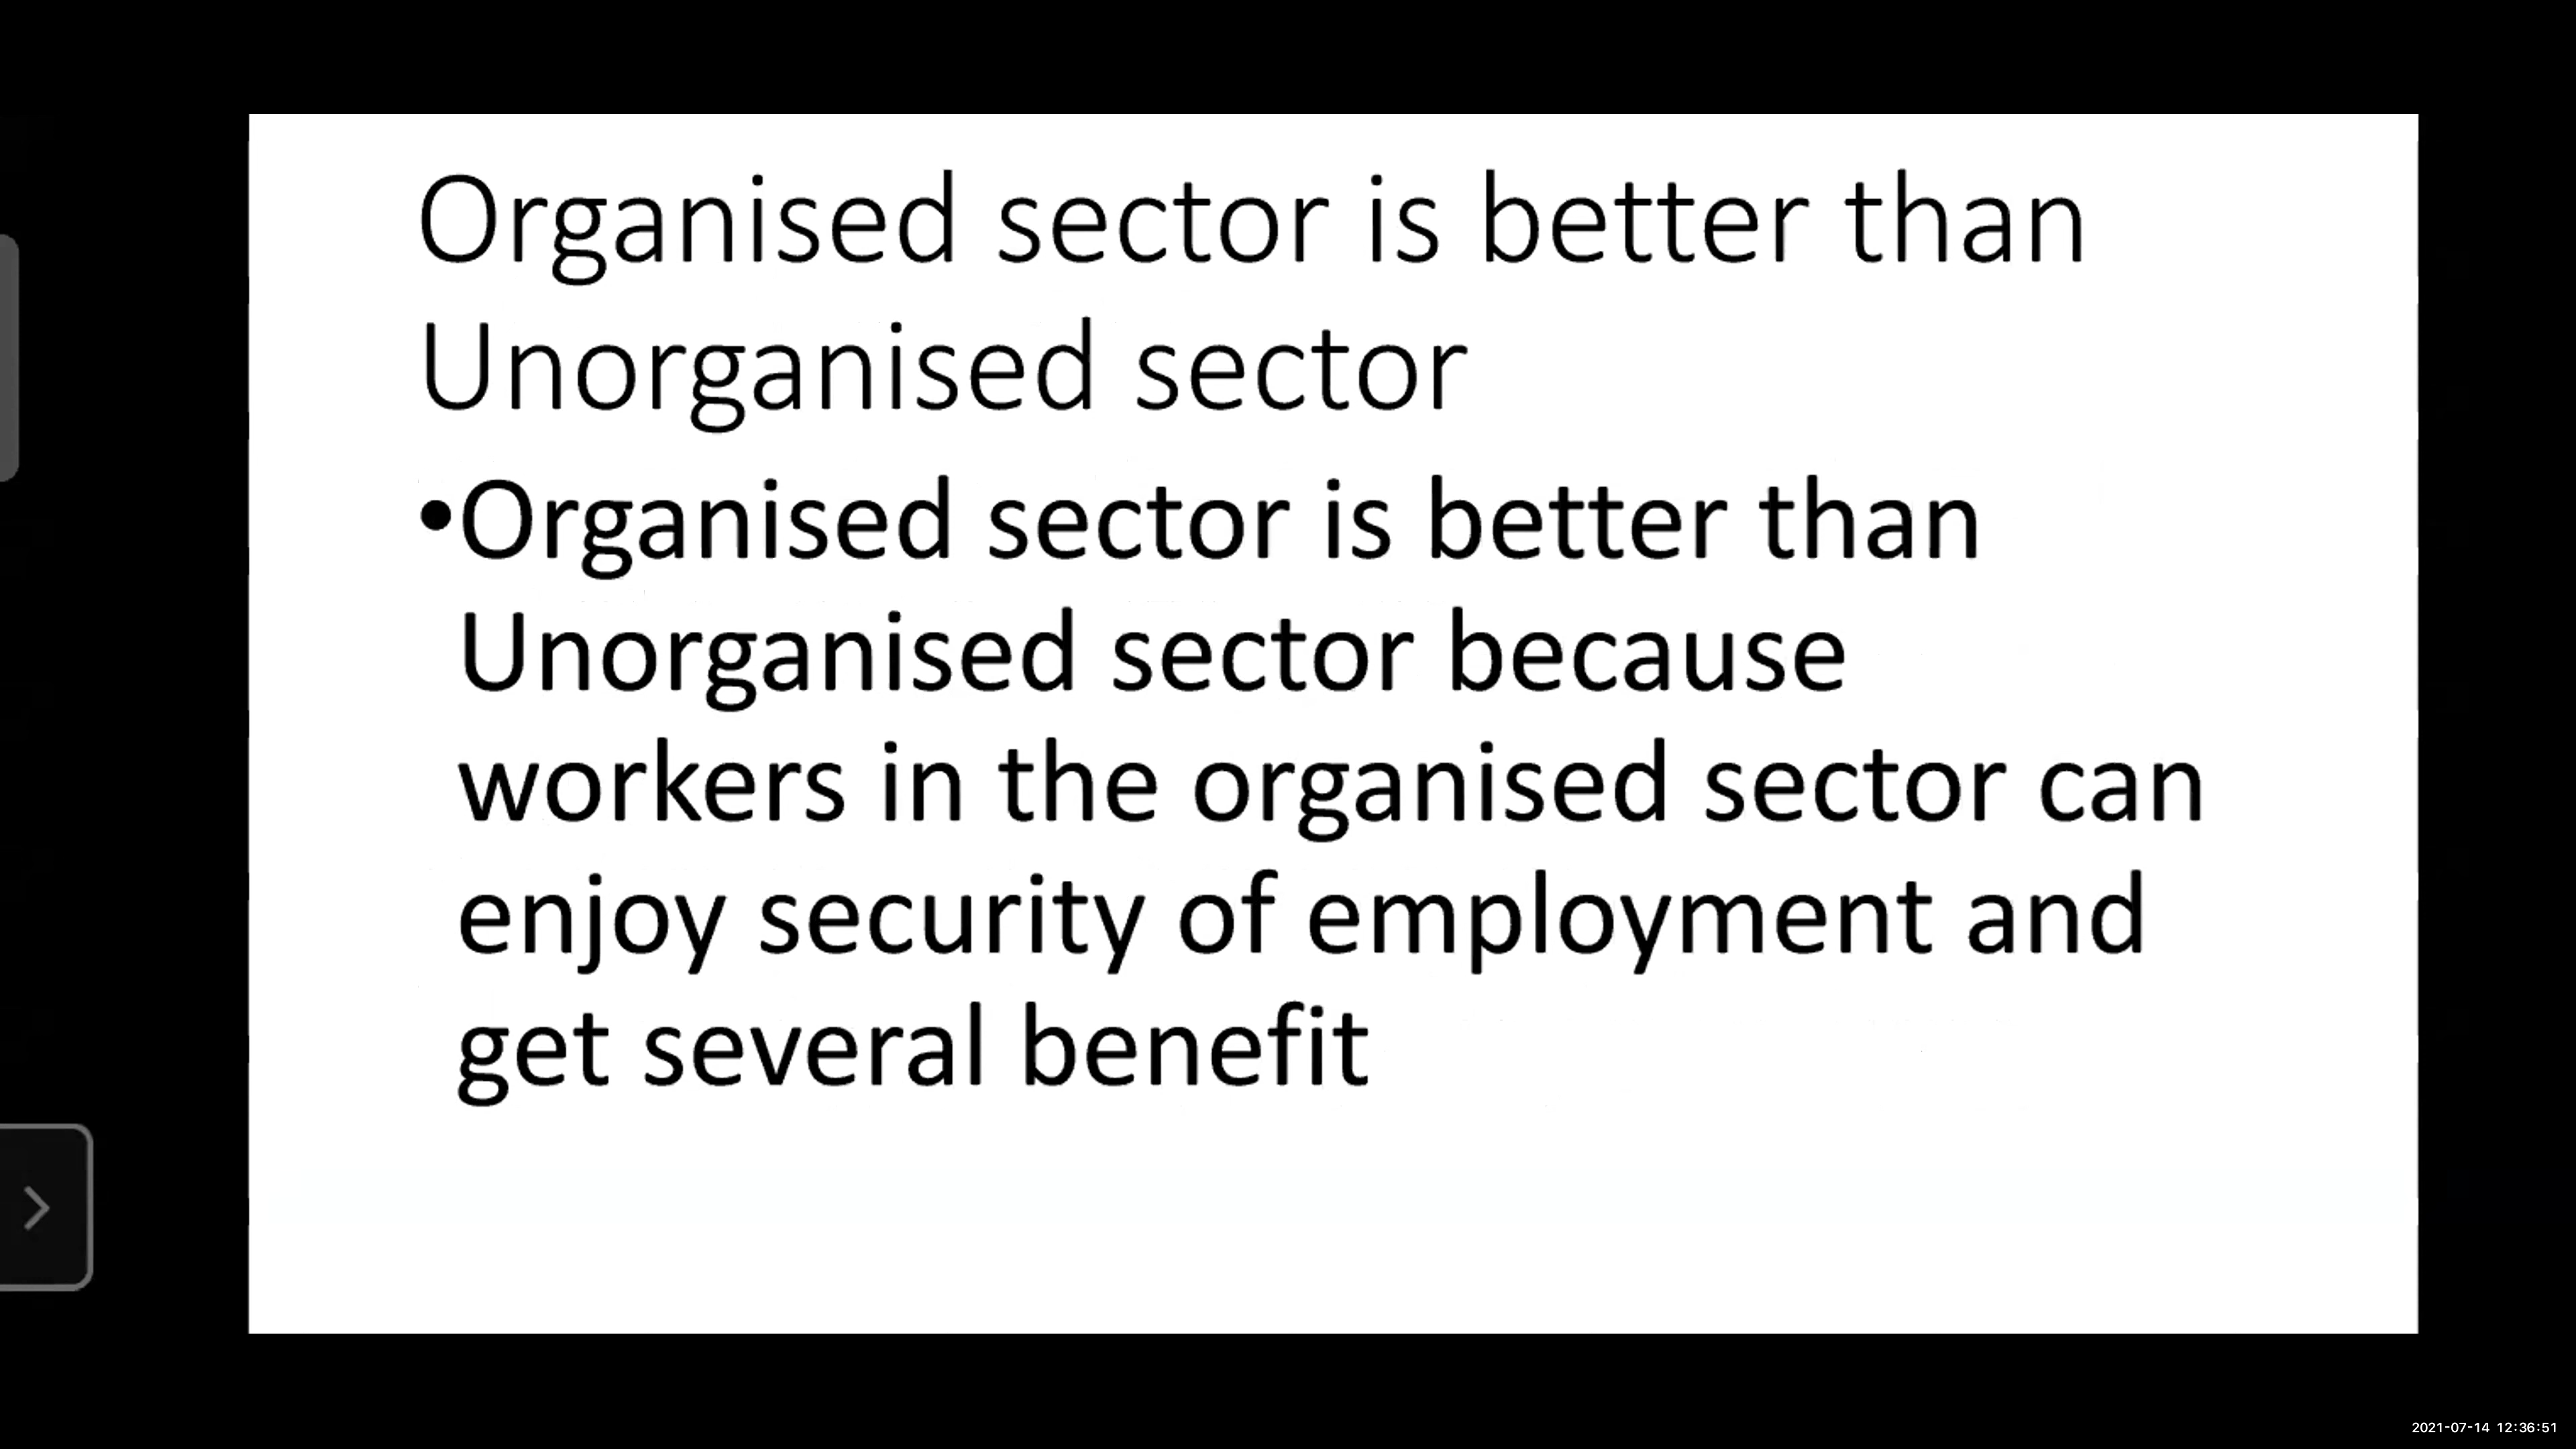 Organised sector is better than
Unorganised sector
•Organised sector is better than
Unorganised sector because
workers in the organised sector can
enjoy security of employment and
get several benefit
2021-07-14 12:36:51